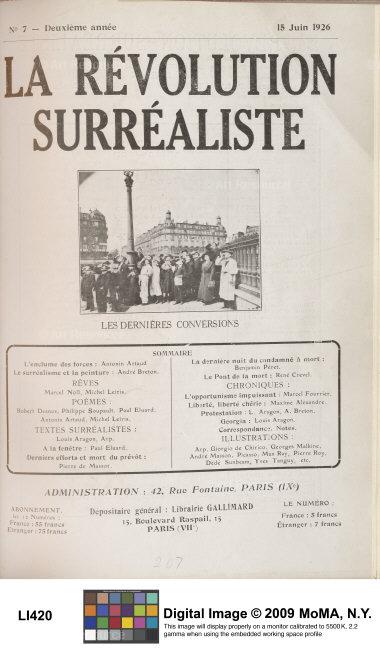 No 7 — Deuxième année
15 Juin 1926
LA RÉVOLUTION
SURRÉALISTE
LES DERNIÈRES CONVERSIONS
SOMMAIRE
L'enclume des forces : Antonin Artaud
Le surréalisme et la peinture : André Breton.
RÊVES
Marcel Noll, Michel Leiris.
POÈMES :
Robert Desnos, Philippe Soupault, Paul Eluard,
Antonin Artaud, Michel Leiris.
TEXTES SURRÉALISTES :
Louis Aragon, Arp.
A la fenêtre : Paul Eluard.
Derniers efforts et mort du prévôt :
Pierre de Massot.
La dernière nuit du condamné à mort :
Benjamin Péret.
Le Pont de la mort : René Crevel.
CHRONIQUES :
L'opportunisme impuissant : Marcel Fourrier.
Liberté, liberté chérie : Maxime Alexandre.
Protestation : L. Aragon, A. Breton.
Georgia : Louis Aragon.
Correspondance. Notes.
ILLUSTRATIONS :
Arp, Giorgio de Chirico, Georges Malkine,
André Masson, Picasso, Man Ray, Pierre Roy,
Dédé Sunbeam, Yves Tanguy, etc.
ADMINISTRATION : 42, Rue Fontaine, PARIS (IXe)
ABONNEMENT,
les 12 Numéros :
France : 35 francs
Étranger : 75 francs
Dépositaire général : Librairie GALLIMARD
15, Boulevard Raspail, 15
PARIS (VIIe)
LE NUMÉRO :
France : 5 francs
Étranger : 7 francs
207
LI420
Digital Image © 2009 MoMA, N.Y.
This image will display properly on a monitor calibrated to 5500K, 2.2
gamma when using the embedded working space profile